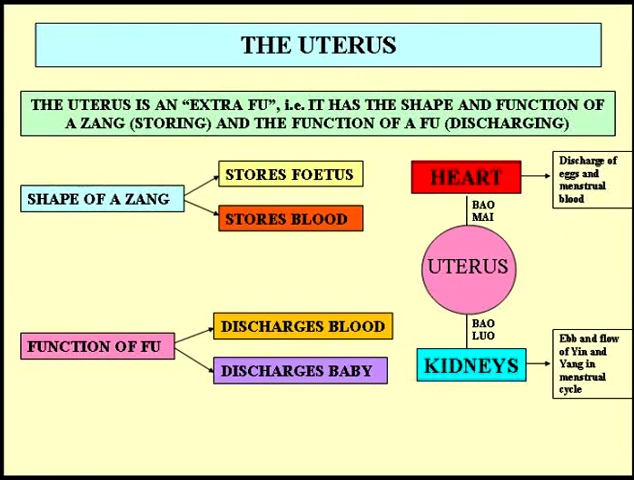 THE UTERUS
THE UTERUS IS AN “EXTRA FU”, i.e. IT HAS THE SHAPE AND FUNCTION OF
A ZANG (STORING) AND THE FUNCTION OF A FU (DISCHARGING)
SHAPE OF A ZANG
STORES FOETUS
STORES BLOOD
FUNCTION OF FU
DISCHARGES BLOOD
DISCHARGES BABY
HEART
Discharge of
eggs and
menstrual
blood
BAO
MAI
UTERUS
BAO
LUO
KIDNEYS
Ebb and flow
of Yin and
Yang in
menstrual
cycle